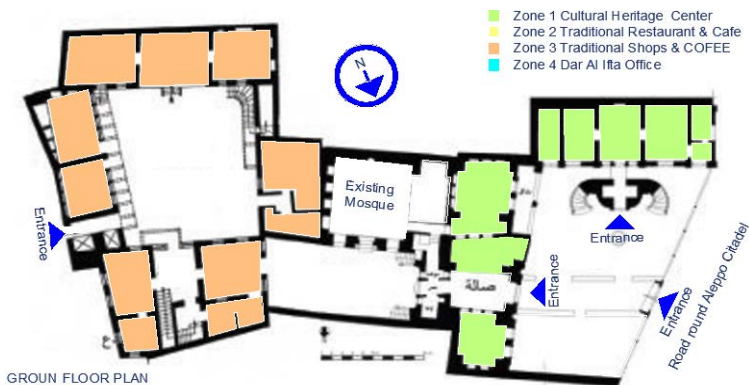 Zone 1 Cultural Heritage Center
Zone 2 Traditional Restaurant & Cafe
Zone 3 Traditional Shops & COFEE
Zone 4 Dar Al Ifta Office
N
Existing
Mosque
Entrance
Entrance
Entrance
Entrance
صالة
Road round Aleppo Citadel
GROUN FLOOR PLAN